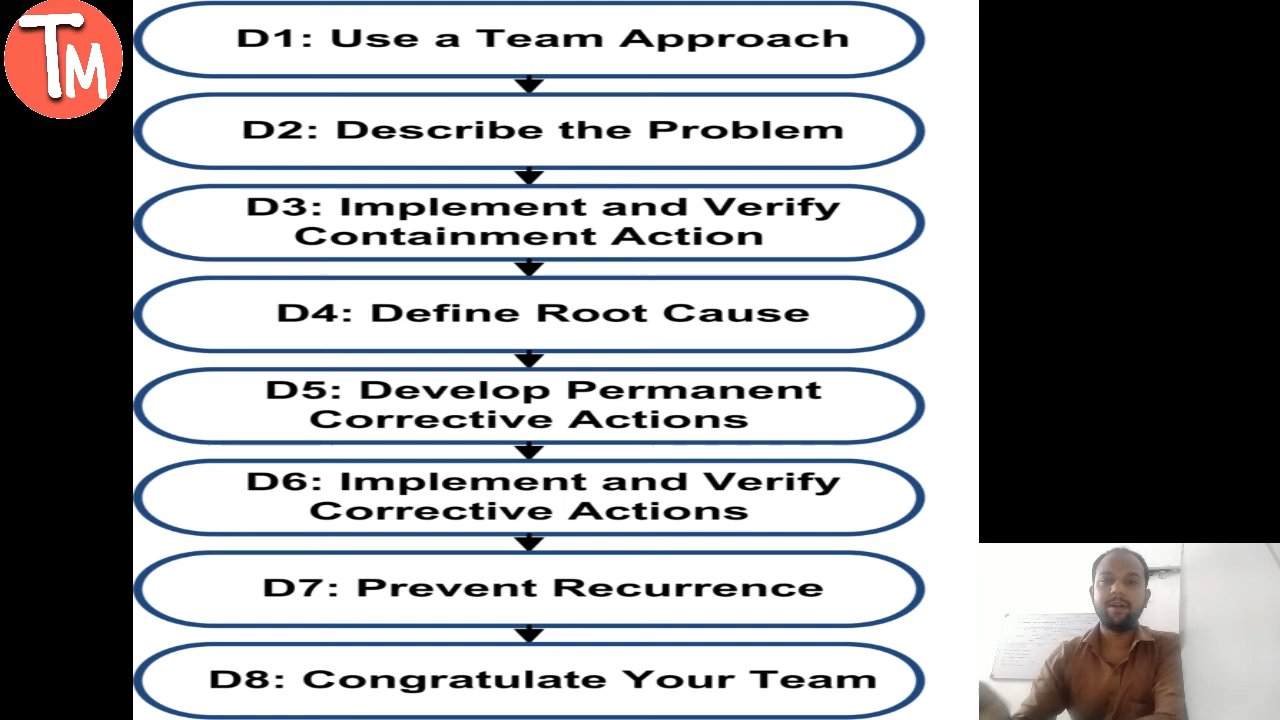 TM
D1: Use a Team Approach
D2: Describe the Problem
D3: Implement and Verify
Containment Action
D4: Define Root Cause
D5: Develop Permanent
Corrective Actions
D6: Implement and Verify
Corrective Actions
D7: Prevent Recurrence
D8: Congratulate Your Team